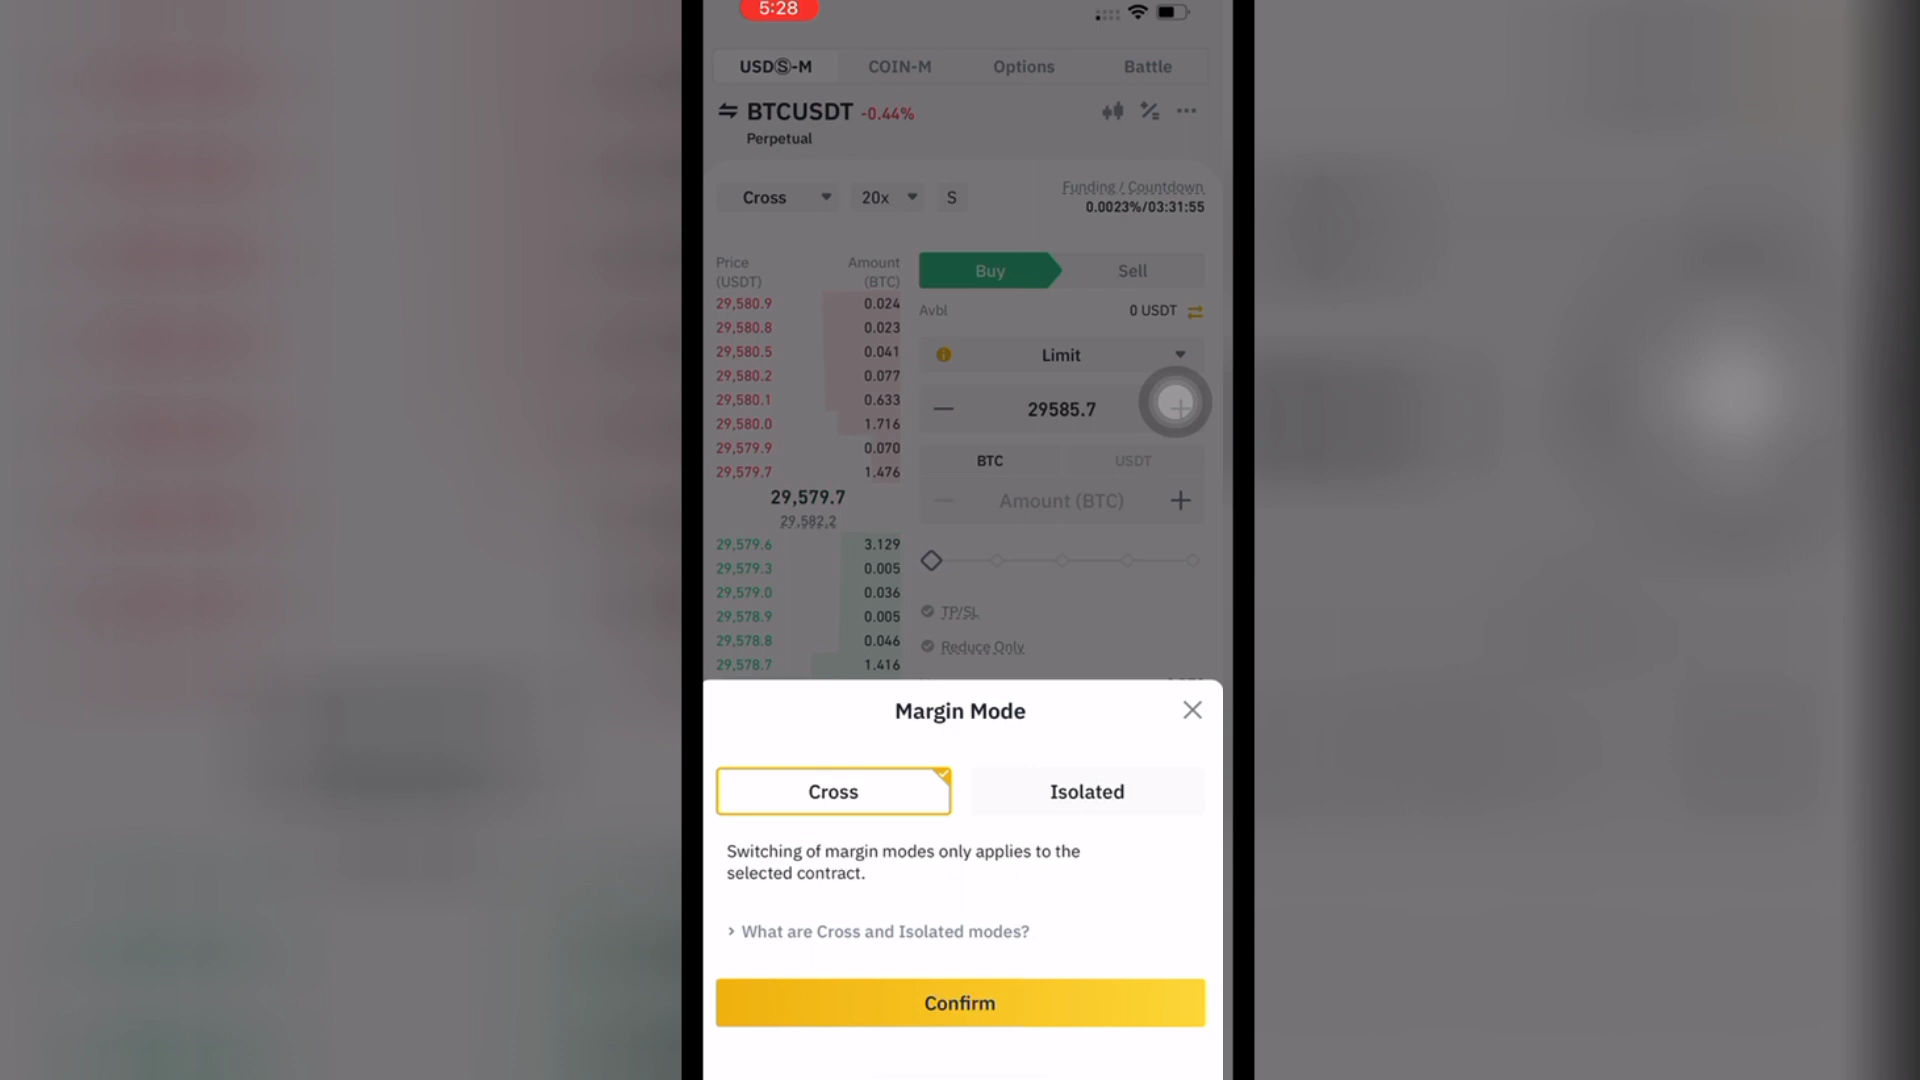 5:28
USDⓈ-M COIN-M Options Battle
BTCUSDT -0.44%
Perpetual
Cross 20x S
Funding / Countdown
0.0023%/03:31:55
Price Amount
(USDT) (BTC)
29,580.9 0.024
29,580.8 0.023
29,580.5 0.041
29,580.2 0.077
29,580.1 0.633
29,580.0 1.716
29,579.9 0.070
29,579.7 1.476
29,579.7
29,582.2
29,579.6 3.129
29,579.3 0.005
29,579.0 0.036
29,578.9 0.005
29,578.8 0.046
29,578.7 1.416
Buy Sell
Avbl 0 USDT
Limit
29585.7
BTC USDT
Amount (BTC)
TP/SL
Reduce Only
Margin Mode
Cross Isolated
Switching of margin modes only applies to the
selected contract.
What are Cross and Isolated modes?
Confirm